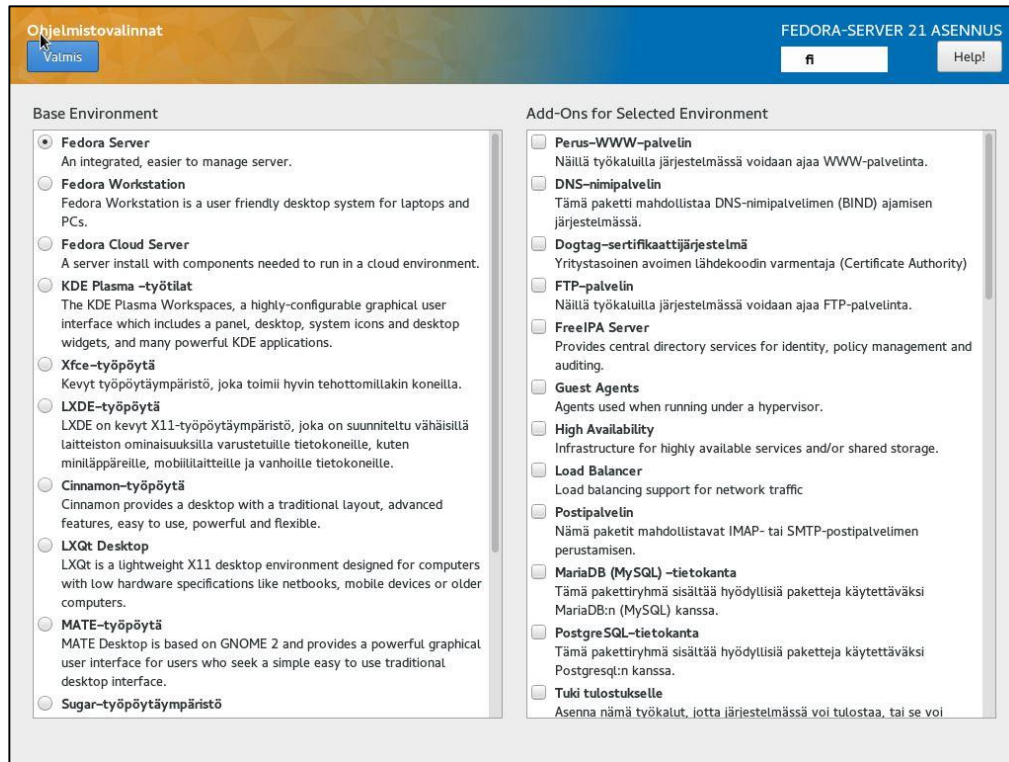 Ohjelmistovalinnat
Valmis
FEDORA-SERVER 21 ASENNUS
fi
Help!
Base Environment
Fedora Server
An integrated, easier to manage server.
Fedora Workstation
Fedora Workstation is a user friendly desktop system for laptops and
PCs.
Fedora Cloud Server
A server install with components needed to run in a cloud environment.
KDE Plasma –työtilat
The KDE Plasma Workspaces, a highly-configurable graphical user
interface which includes a panel, desktop, system icons and desktop
widgets, and many powerful KDE applications.
Xfce–työpöytä
Kevyt työpöytäympäristö, joka toimii hyvin tehottomillakin koneilla.
LXDE–työpöytä
LXDE on kevyt X11-työpöytäympäristö, joka on suunniteltu vähäisillä
laitteiston ominaisuuksilla varustetuille tietokoneille, kuten
miniläppäreille, mobiililaitteille ja vanhoille tietokoneille.
Cinnamon–työpöytä
Cinnamon provides a desktop with a traditional layout, advanced
features, easy to use, powerful and flexible.
LXQt Desktop
LXQt is a lightweight X11 desktop environment designed for computers
with low hardware specifications like netbooks, mobile devices or older
computers.
MATE–työpöytä
MATE Desktop is based on GNOME 2 and provides a powerful graphical
user interface for users who seek a simple easy to use traditional
desktop interface.
Sugar–työpöytäympäristö
Add-Ons for Selected Environment
Perus–WWW–palvelin
Näillä työkaluilla järjestelmässä voidaan ajaa WWW-palvelinta.
DNS–nimipalvelin
Tämä paketti mahdollistaa DNS-nimipalvelimen (BIND) ajamisen
järjestelmässä.
Dogtag–sertifikaattijärjestelmä
Yritystasoinen avoimen lähdekoodin varmentaja (Certificate Authority)
FTP–palvelin
Näillä työkaluilla järjestelmässä voidaan ajaa FTP-palvelinta.
FreeIPA Server
Provides central directory services for identity, policy management and
auditing.
Guest Agents
Agents used when running under a hypervisor.
High Availability
Infrastructure for highly available services and/or shared storage.
Load Balancer
Load balancing support for network traffic
Postipalvelin
Nämä paketit mahdollistavat IMAP- tai SMTP-postipalvelimen
perustamisen.
MariaDB (MySQL) –tietokanta
Tämä pakettiryhmä sisältää hyödyllisiä paketteja käytettäväksi
MariaDB:n (MySQL) kanssa.
PostgreSQL–tietokanta
Tämä pakettiryhmä sisältää hyödyllisiä paketteja käytettäväksi
Postgresql:n kanssa.
Tuki tulostukselle
Asenna nämä työkalut, jotta järjestelmässä voi tulostaa, tai se voi